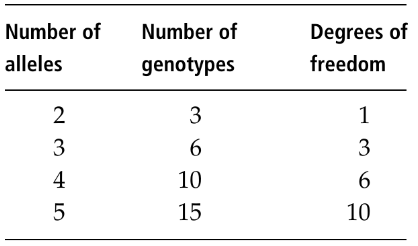 Number of Number of Degrees of
alleles genotypes freedom
2 3 1
3 6 3
4 10 6
5 15 10